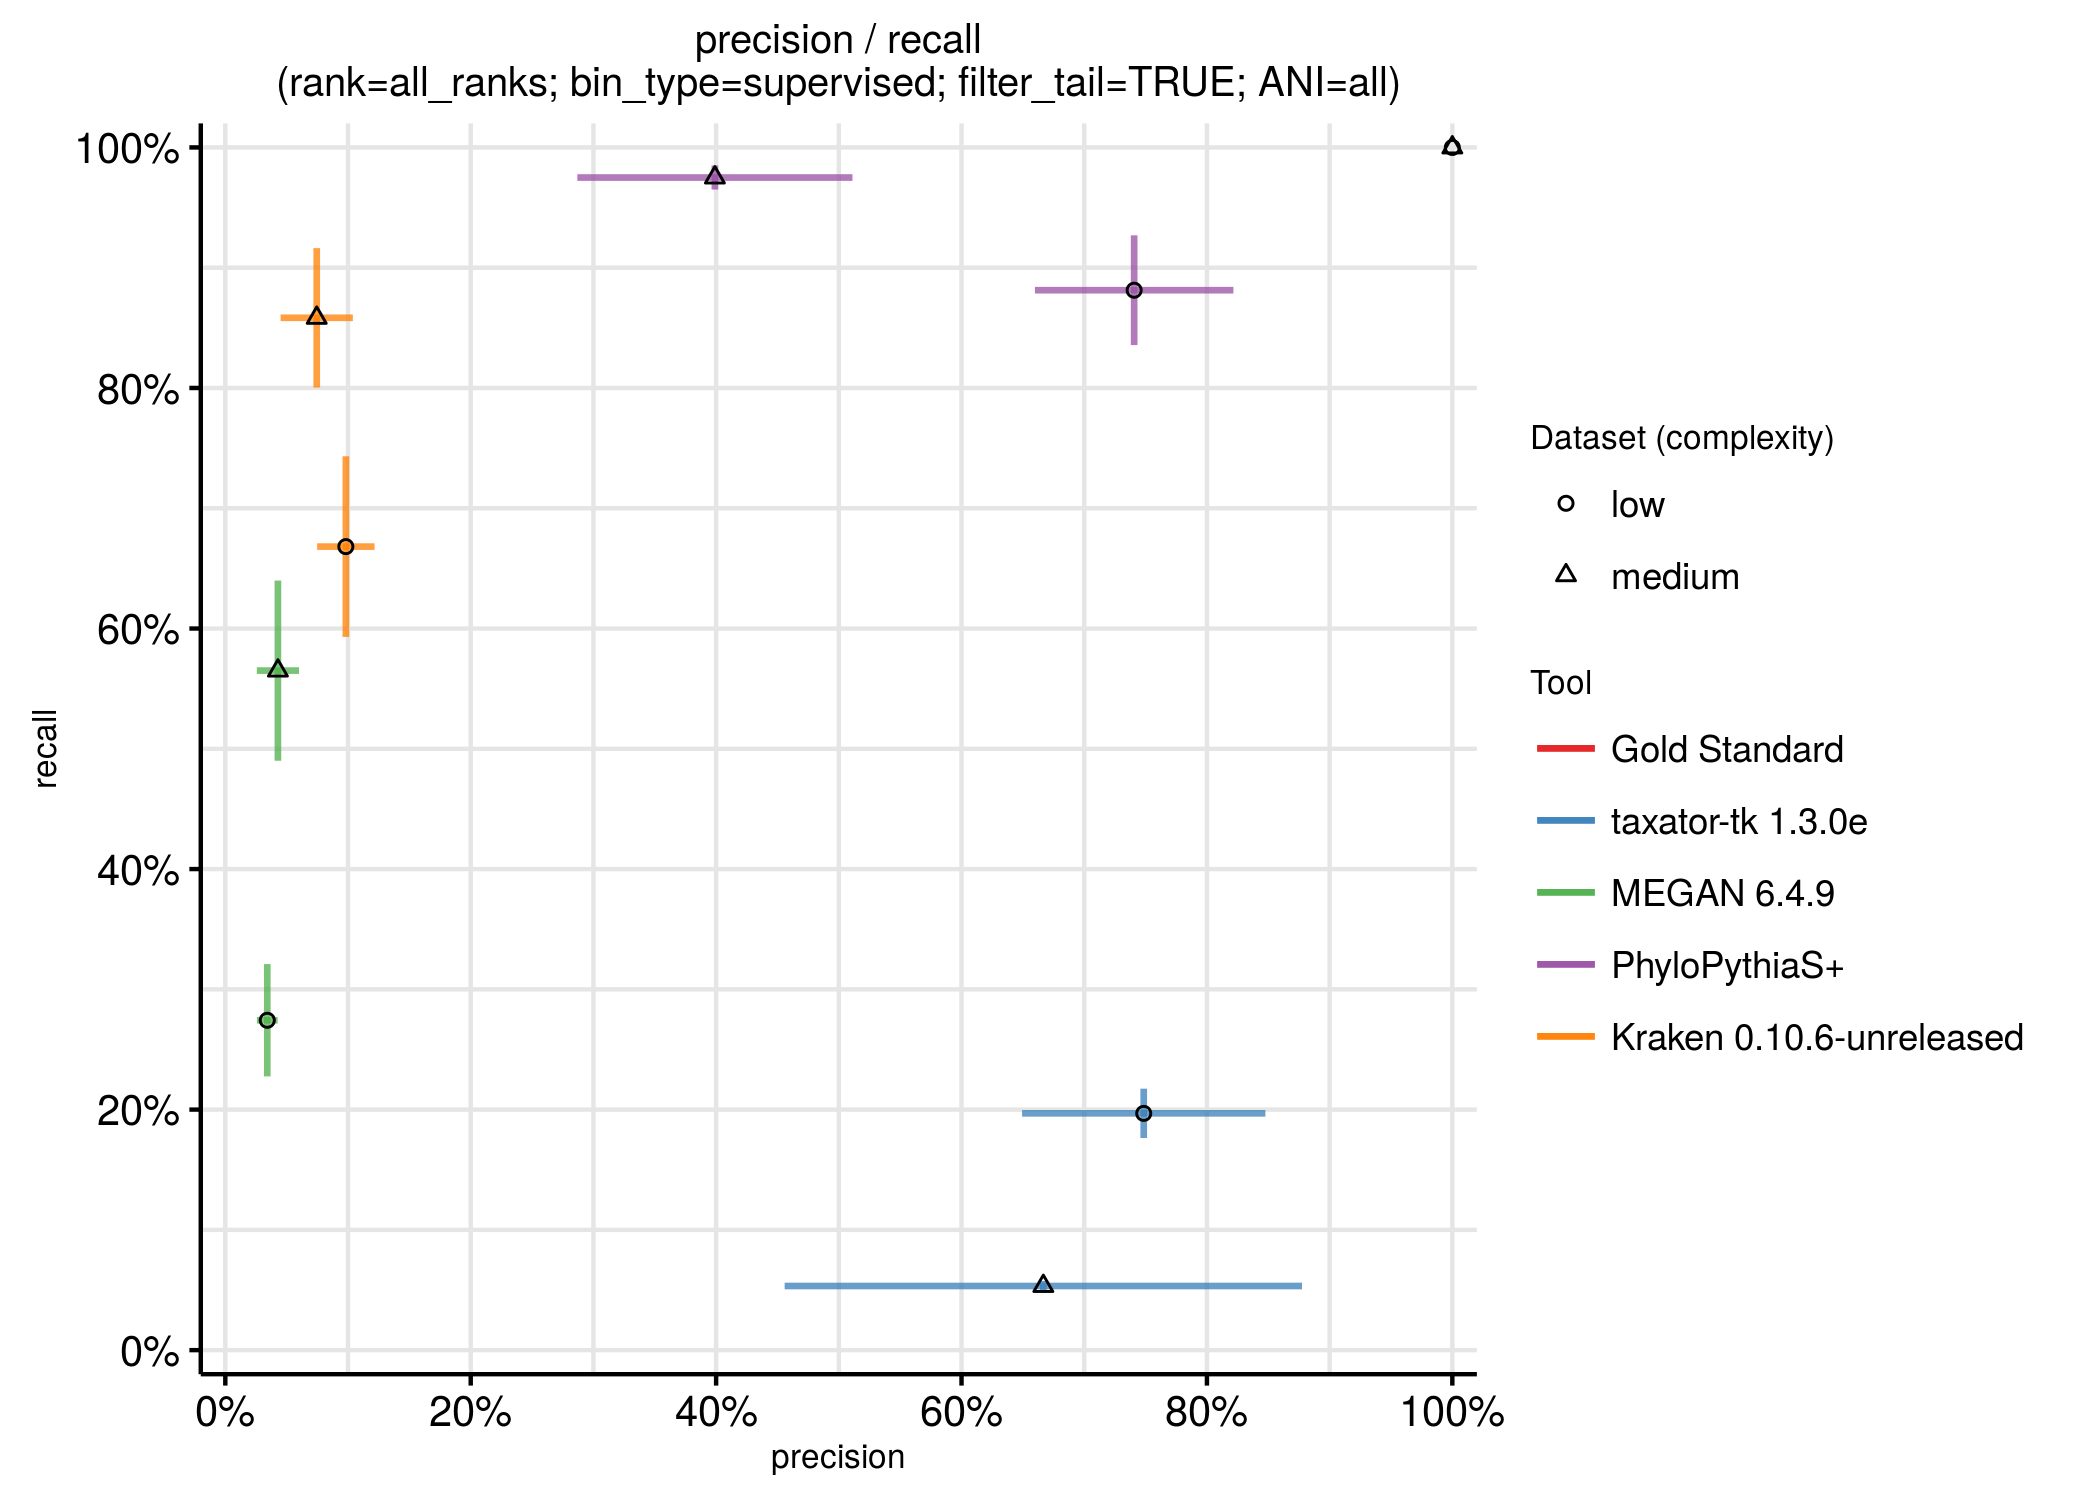 precision / recall
(rank=all_ranks; bin_type=supervised; filter_tail=TRUE; ANI=all)
100%
80%
60%
40%
20%
0%
recall
0%
20%
40%
60%
80%
100%
precision
Dataset (complexity)
low
medium
Tool
Gold Standard
taxator-tk 1.3.0e
MEGAN 6.4.9
PhyloPythiaS+
Kraken 0.10.6-unreleased